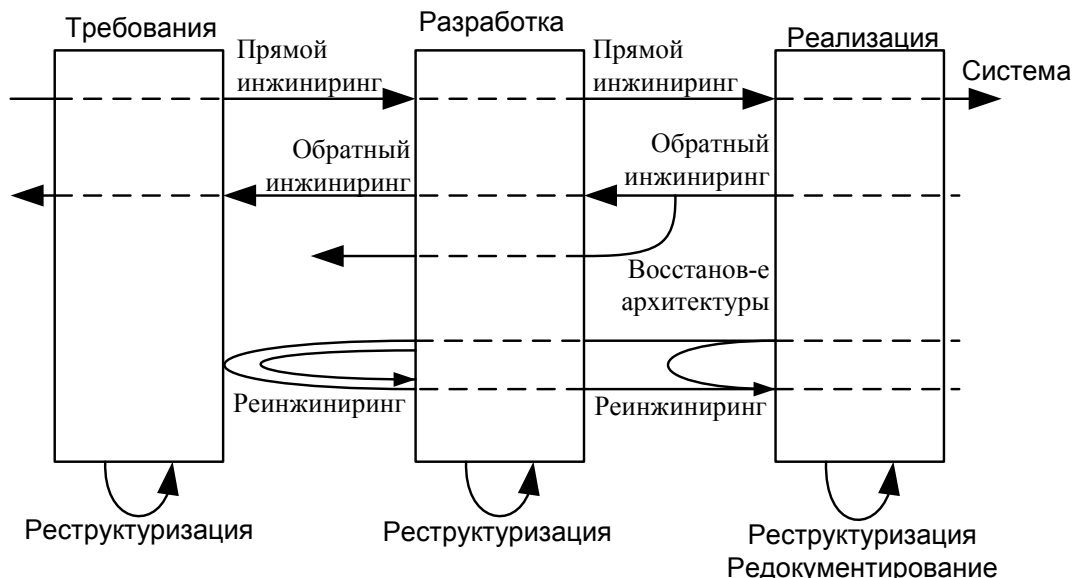 Требования
Разработка
Реализация
Прямой
инжиниринг
Прямой
инжиниринг
Система
Обратный
инжиниринг
Обратный
инжиниринг
Восстанов-е
архитектуры
Реинжиниринг
Реинжиниринг
Реструктуризация
Реструктуризация
Реструктуризация
Редокументирование